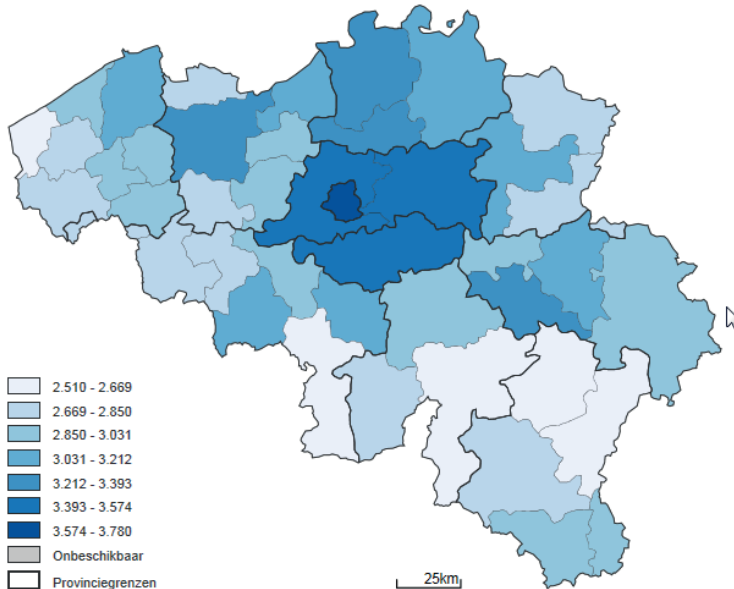 2.510 - 2.669
2.669 - 2.850
2.850 - 3.031
3.031 - 3.212
3.212 - 3.393
3.393 - 3.574
3.574 - 3.780
Onbeschikbaar
Provinciegrenzen
25km